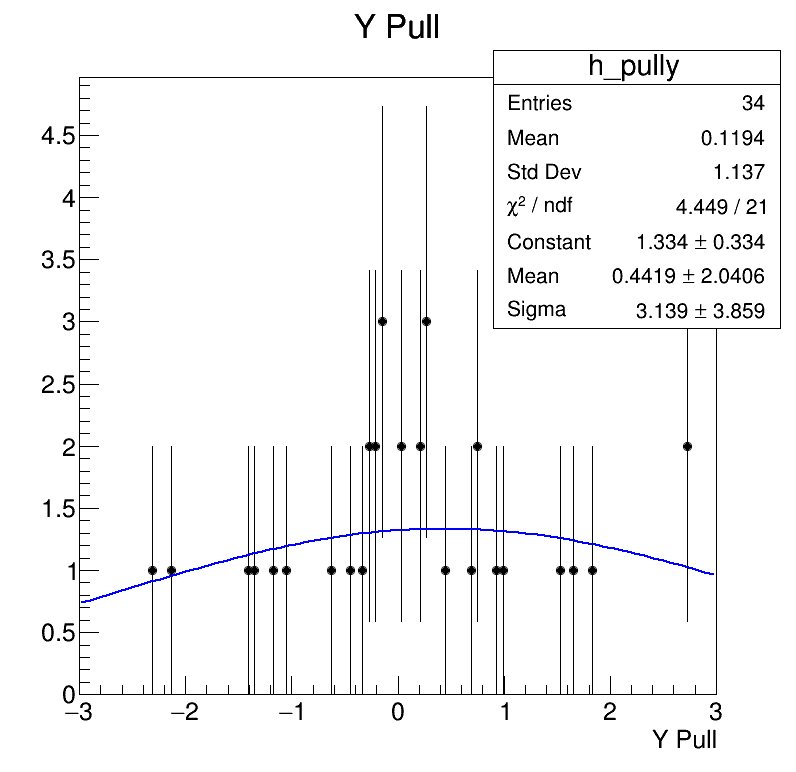 Y Pull
h_pully
Entries 34
Mean 0.1194
Std Dev 1.137
χ² / ndf 4.449 / 21
Constant 1.334 ± 0.334
Mean 0.4419 ± 2.0406
Sigma 3.139 ± 3.859
4.5
4
3.5
3
2.5
2
1.5
1
0.5
0
−3 −2 −1 0 1 2 3
Y Pull